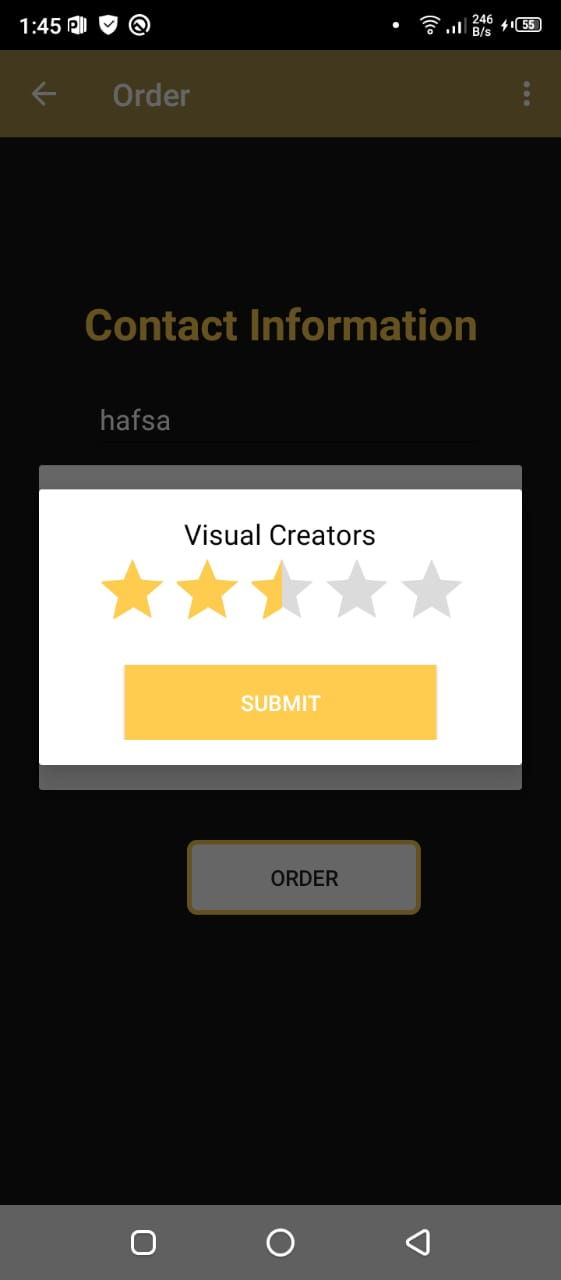 1:45
246
B/s
55
Order
Contact Information
hafsa
Visual Creators
SUBMIT
ORDER